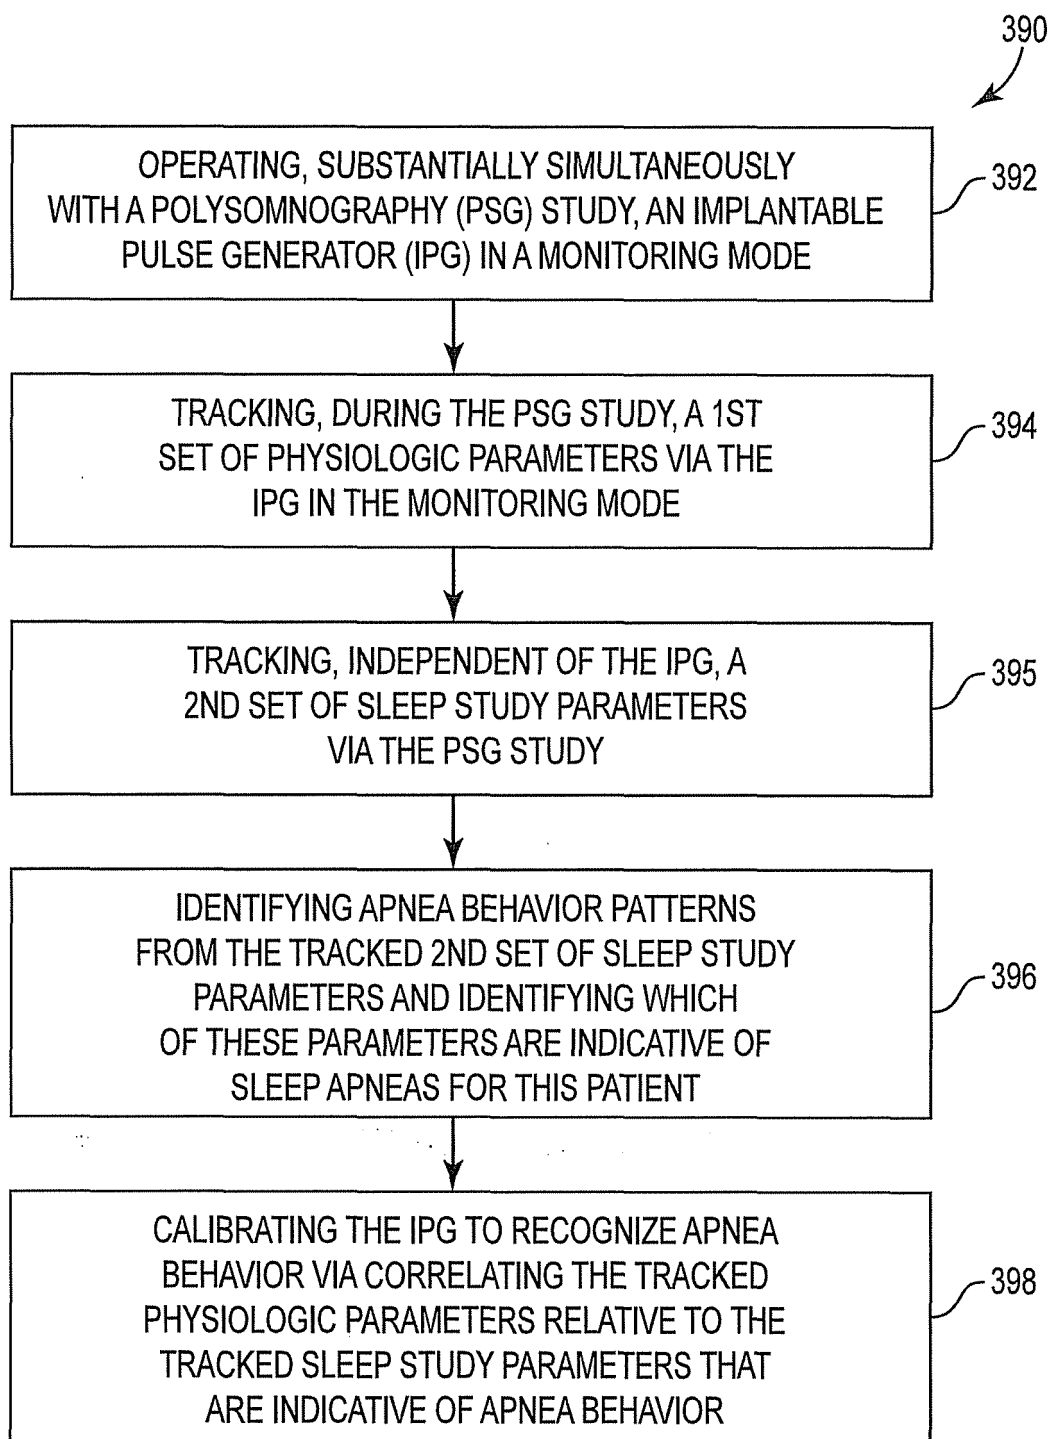 390
OPERATING, SUBSTANTIALLY SIMULTANEOUSLY
WITH A POLYSOMNOGRAPHY (PSG) STUDY, AN IMPLANTABLE
PULSE GENERATOR (IPG) IN A MONITORING MODE
392
TRACKING, DURING THE PSG STUDY, A 1ST
SET OF PHYSIOLOGIC PARAMETERS VIA THE
IPG IN THE MONITORING MODE
394
TRACKING, INDEPENDENT OF THE IPG, A
2ND SET OF SLEEP STUDY PARAMETERS
VIA THE PSG STUDY
395
IDENTIFYING APNEA BEHAVIOR PATTERNS
FROM THE TRACKED 2ND SET OF SLEEP STUDY
PARAMETERS AND IDENTIFYING WHICH
OF THESE PARAMETERS ARE INDICATIVE OF
SLEEP APNEAS FOR THIS PATIENT
396
CALIBRATING THE IPG TO RECOGNIZE APNEA
BEHAVIOR VIA CORRELATING THE TRACKED
PHYSIOLOGIC PARAMETERS RELATIVE TO THE
TRACKED SLEEP STUDY PARAMETERS THAT
ARE INDICATIVE OF APNEA BEHAVIOR
398